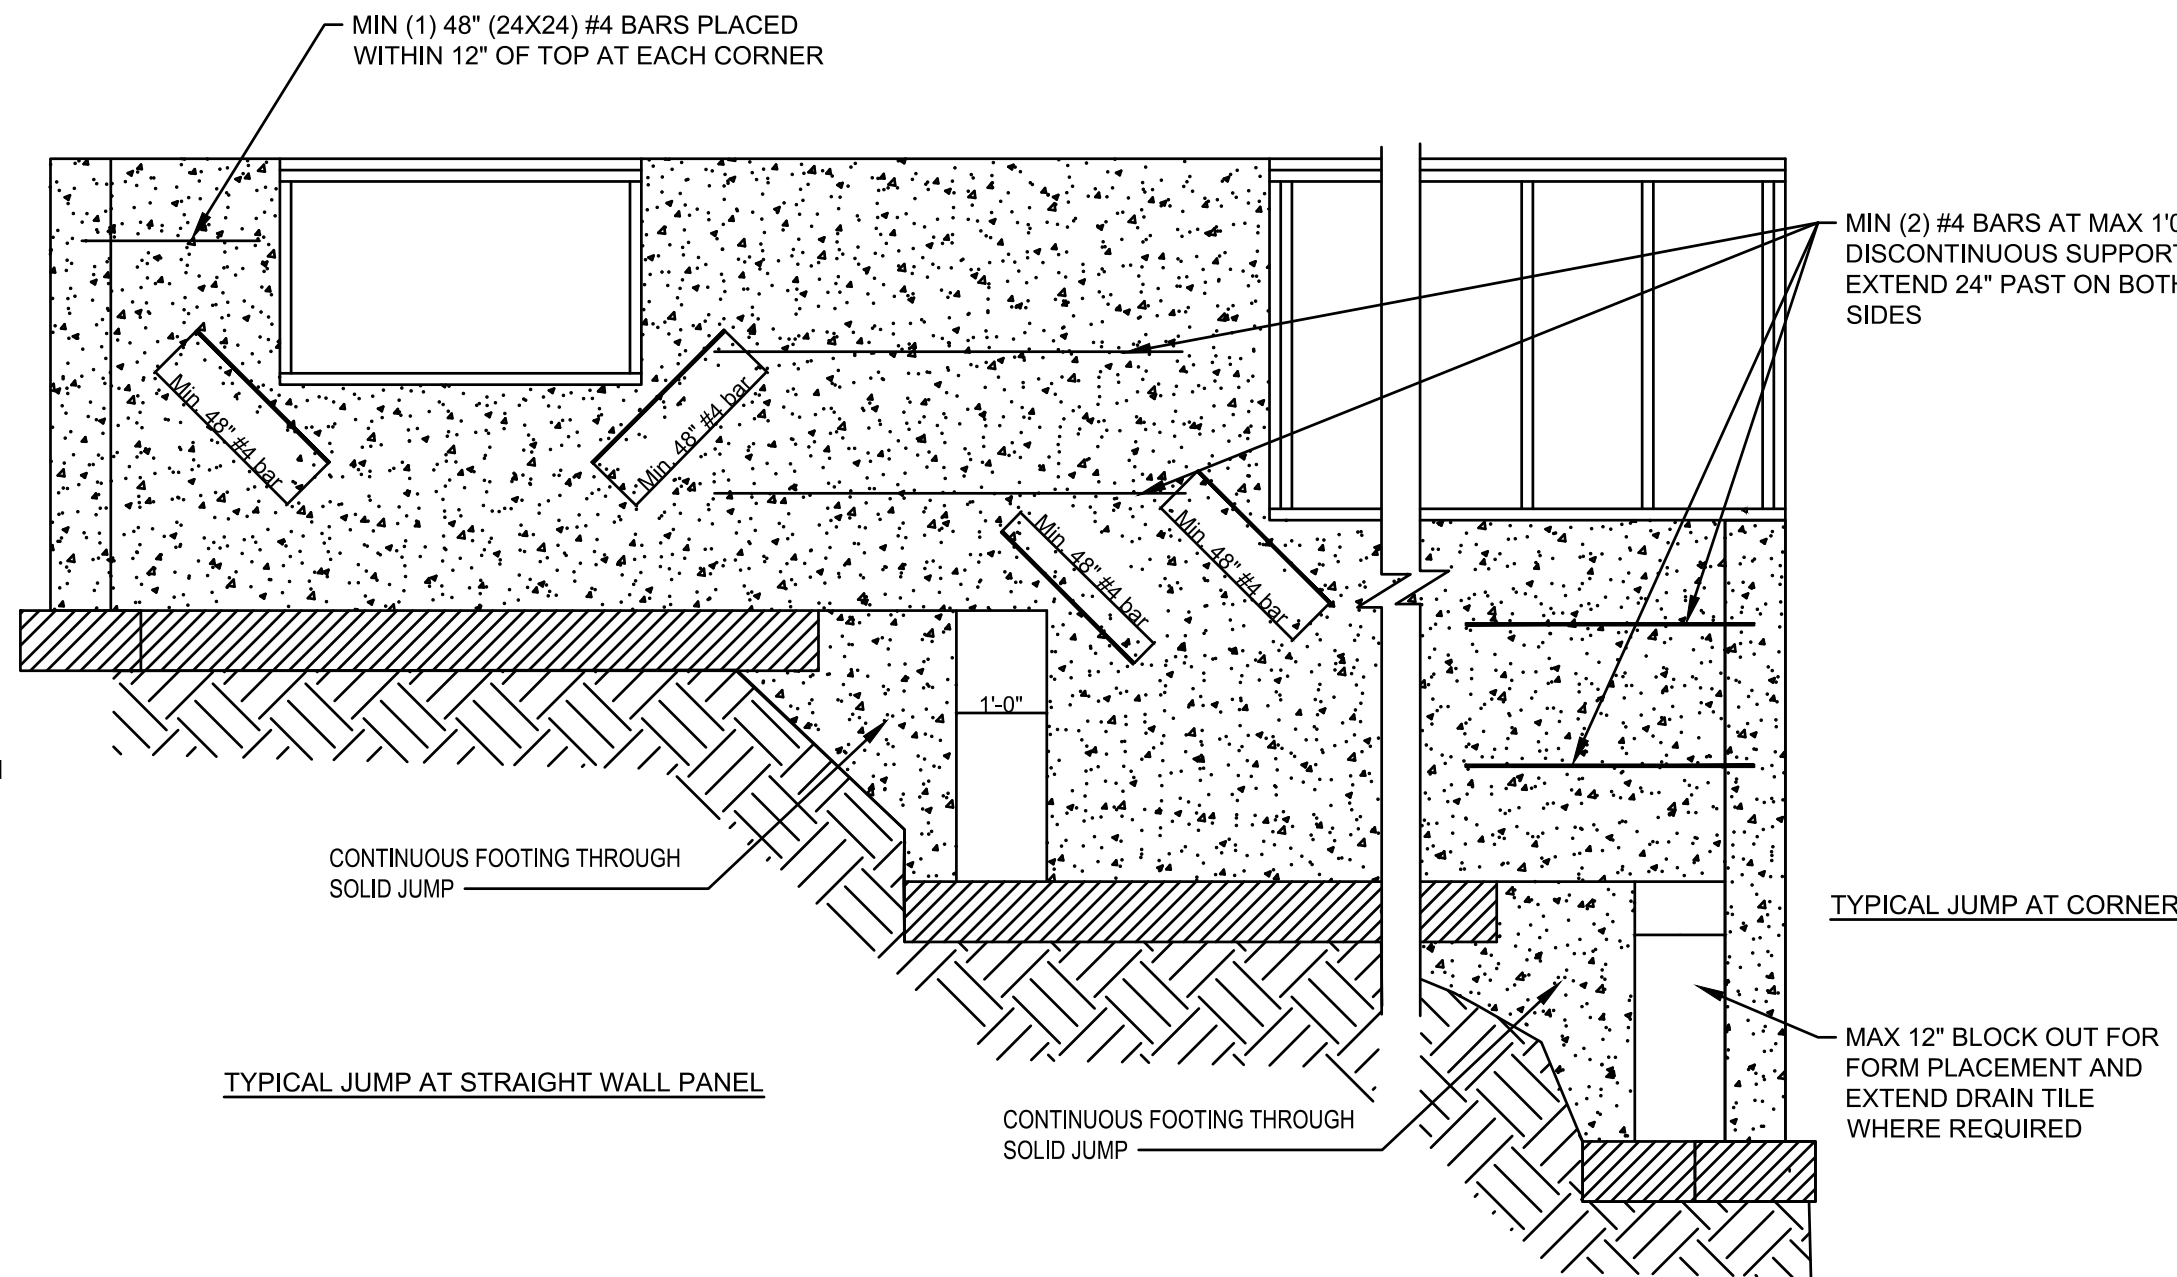 MIN (1) 48" (24X24) #4 BARS PLACED
WITHIN 12" OF TOP AT EACH CORNER
MIN (2) #4 BARS AT MAX 1'0
DISCONTINUOUS SUPPORT
EXTEND 24" PAST ON BOTH
SIDES
Min. 48" #4 bar
Min. 48" #4 bar
Min. 48" #4 bar
Min. 48" #4 bar
1'-0"
CONTINUOUS FOOTING THROUGH
SOLID JUMP
TYPICAL JUMP AT CORNER
MAX 12" BLOCK OUT FOR
FORM PLACEMENT AND
EXTEND DRAIN TILE
WHERE REQUIRED
TYPICAL JUMP AT STRAIGHT WALL PANEL
CONTINUOUS FOOTING THROUGH
SOLID JUMP